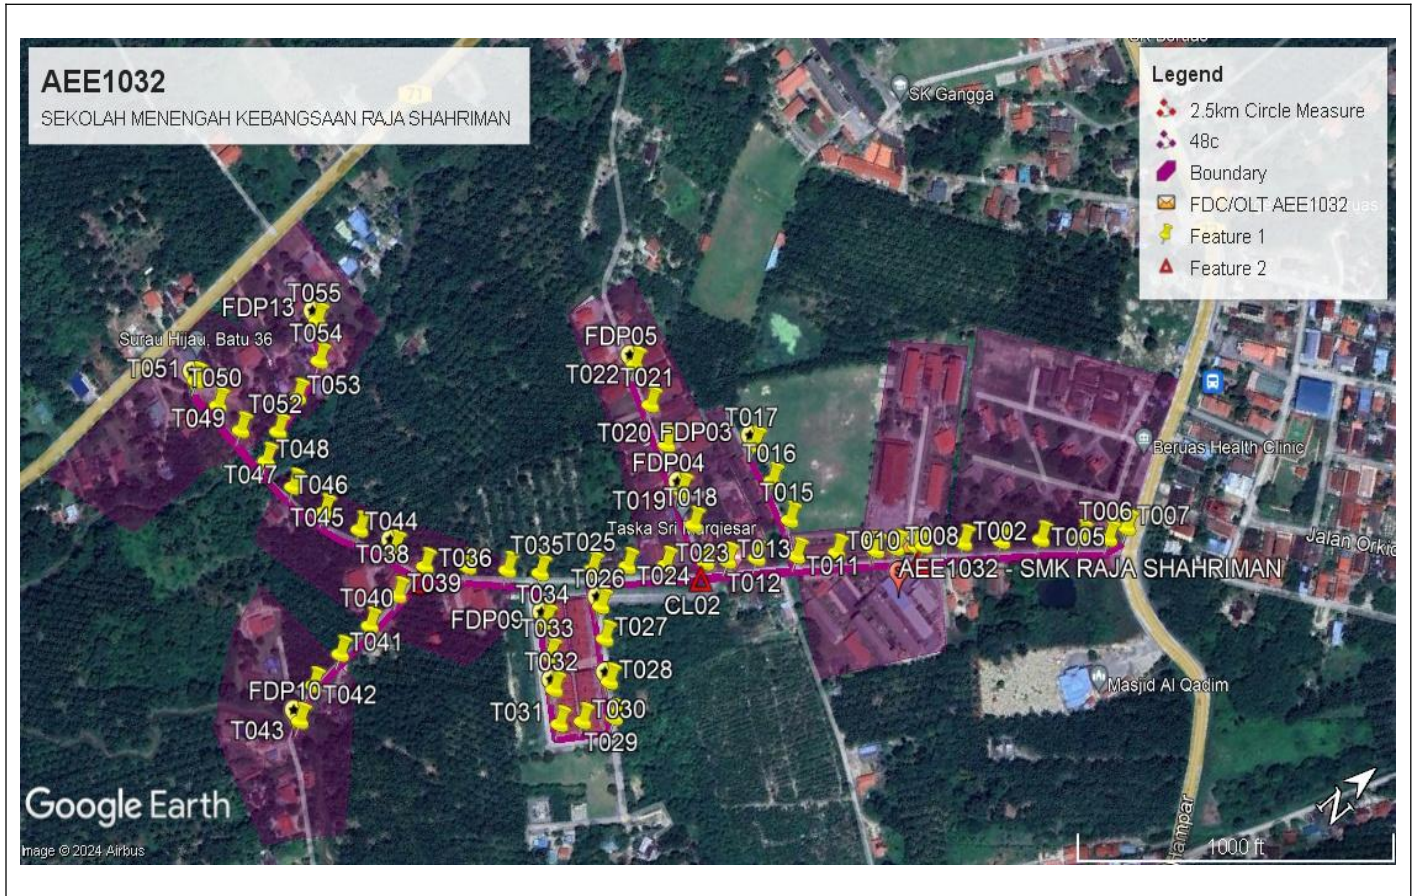 AEE1032
SEKOLAH MENENGAH KEBANGSAAN RAJA SHAHRIMAN
71
SK Gangga
Legend
2.5km Circle Measure
48c
Boundary
FDC/OLT AEE1032
Feature 1
Feature 2
T055
FDP13
T054
Surau Hijau, Batu 36
T051
T050
T053
T049
T052
T048
T047
T046
T045
T044
T038
T036
T039
T040
T041
FDP10
T042
T043
FDP05
T022
T021
T020
FDP03
T017
FDP04
T016
T019
T018
T015
Taska Sri Marqiesar
T035
T025
T023
T013
T010
T008
T002
T006
T007
T005
T026
T024
T012
T011
AEE1032 - SMK RAJA SHAHRIMAN
CL02
T034
FDP09
T033
T027
T032
T028
T031
T030
T029
Beruas Health Clinic
Jalan Orkid
Masjid Al Qadim
Hampar
Google Earth
Image © 2024 Airbus
N
1000 ft